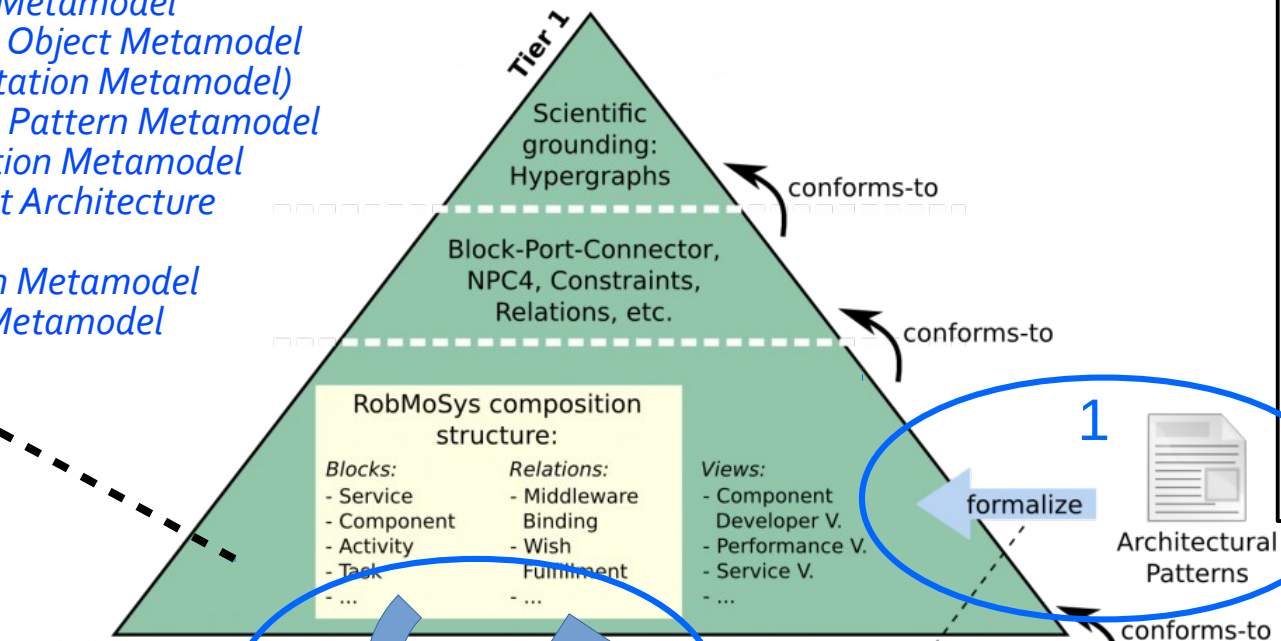 Metamodel
Object Metamodel
tation Metamodel)
Pattern Metamodel
tion Metamodel
t Architecture
n Metamodel
Metamodel
Tier 1
Scientific
grounding:
Hypergraphs
conforms-to
Block-Port-Connector,
NPC4, Constraints,
Relations, etc.
conforms-to
RobMoSys composition
structure:
Blocks:
- Service
- Component
- Activity
- Task
- ...
Relations:
- Middleware
Binding
- Wish
Fulfillment
- ...
Views:
- Component
Developer V.
- Performance V.
- Service V.
- ...
1
formalize
Architectural
Patterns
conforms-to